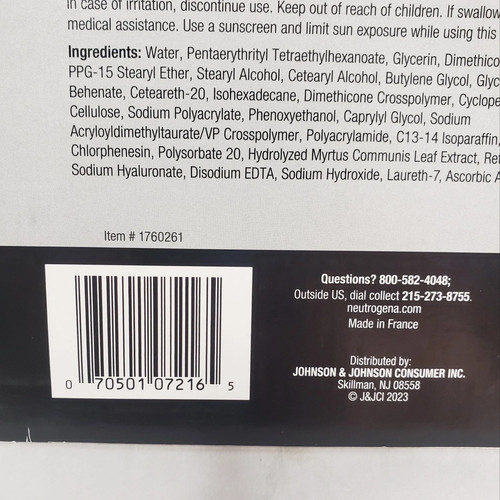 In case of irritation, discontinue use. Keep out of reach of children. If swallow
medical assistance. Use a sunscreen and limit sun exposure while using this
Ingredients: Water, Pentaerythrityl Tetraethylhexanoate, Glycerin, Dimethico
PPG-15 Stearyl Ether, Stearyl Alcohol, Cetearyl Alcohol, Butylene Glycol, Glyc
Behenate, Ceteareth-20, Isohexadecane, Dimethicone Crosspolymer, Cyclope
Cellulose, Sodium Polyacrylate, Phenoxyethanol, Caprylyl Glycol, Sodium
Acryloyldimethyltaurate/VP Crosspolymer, Polyacrylamide, C13-14 Isoparaffin,
Chlorphenesin, Polysorbate 20, Hydrolyzed Myrtus Communis Leaf Extract, Ret
Sodium Hyaluronate, Disodium EDTA, Sodium Hydroxide, Laureth-7, Ascorbic A
Item # 1760261
0 70501 07216 5
Questions? 800-582-4048;
Outside US, dial collect 215-273-8755.
neutrogena.com
Made in France
Distributed by:
JOHNSON & JOHNSON CONSUMER INC.
Skillman, NJ 08558
© J&JCI 2023